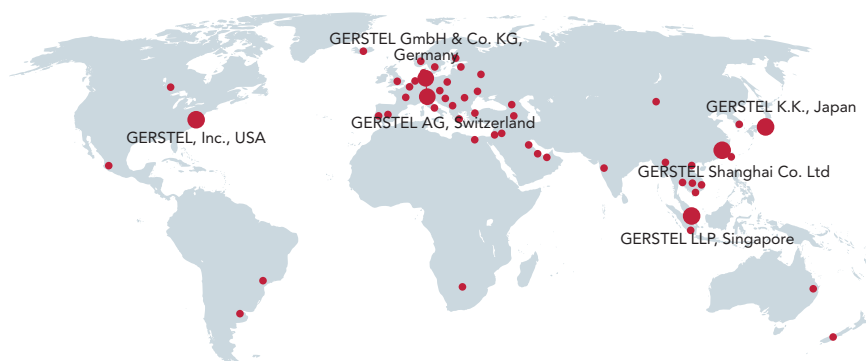 GERSTEL GmbH & Co. KG,
Germany
GERSTEL K.K., Japan
GERSTEL AG, Switzerland
GERSTEL, Inc., USA
GERSTEL Shanghai Co. Ltd
GERSTEL LLP, Singapore